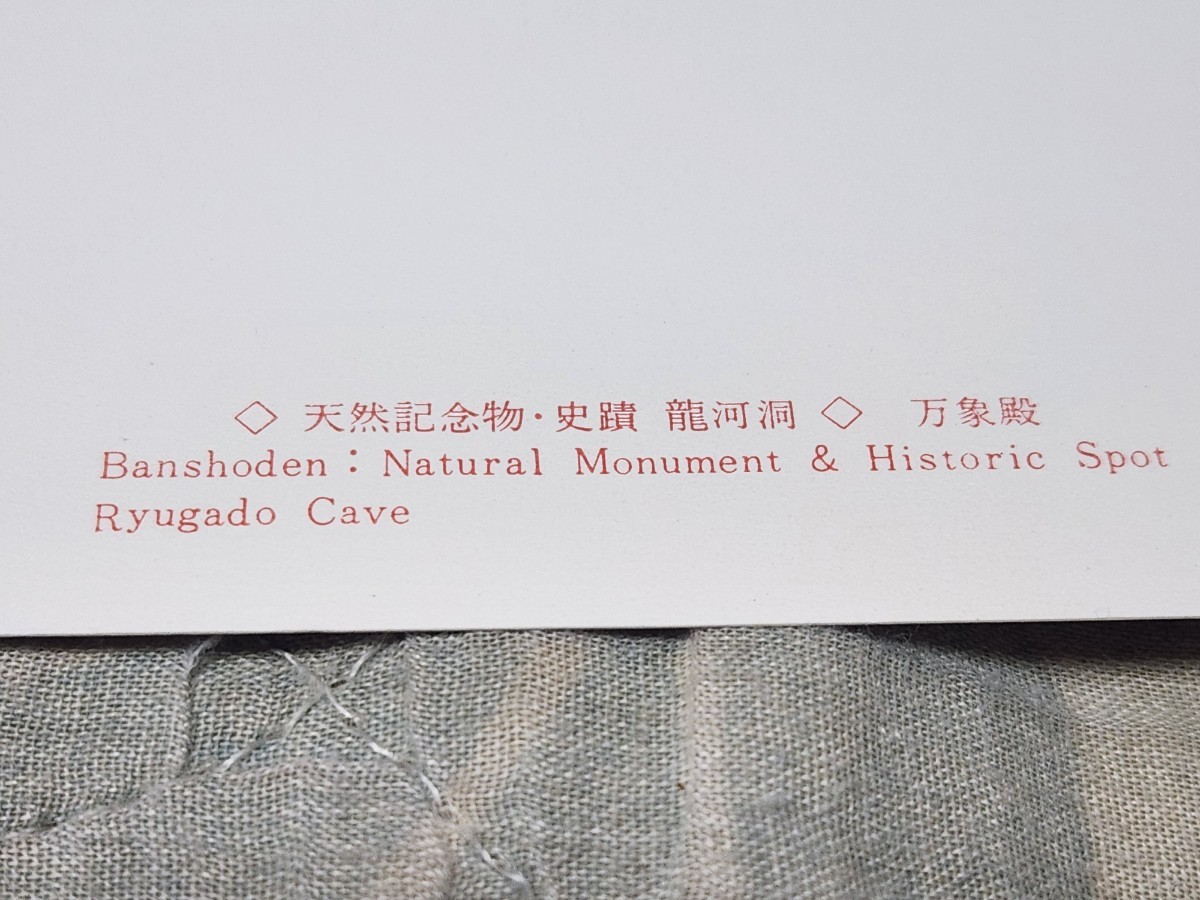 ◇ 天然記念物・史蹟 龍河洞 ◇ 万象殿
Banshoden : Natural Monument & Historic Spot
Ryugado Cave